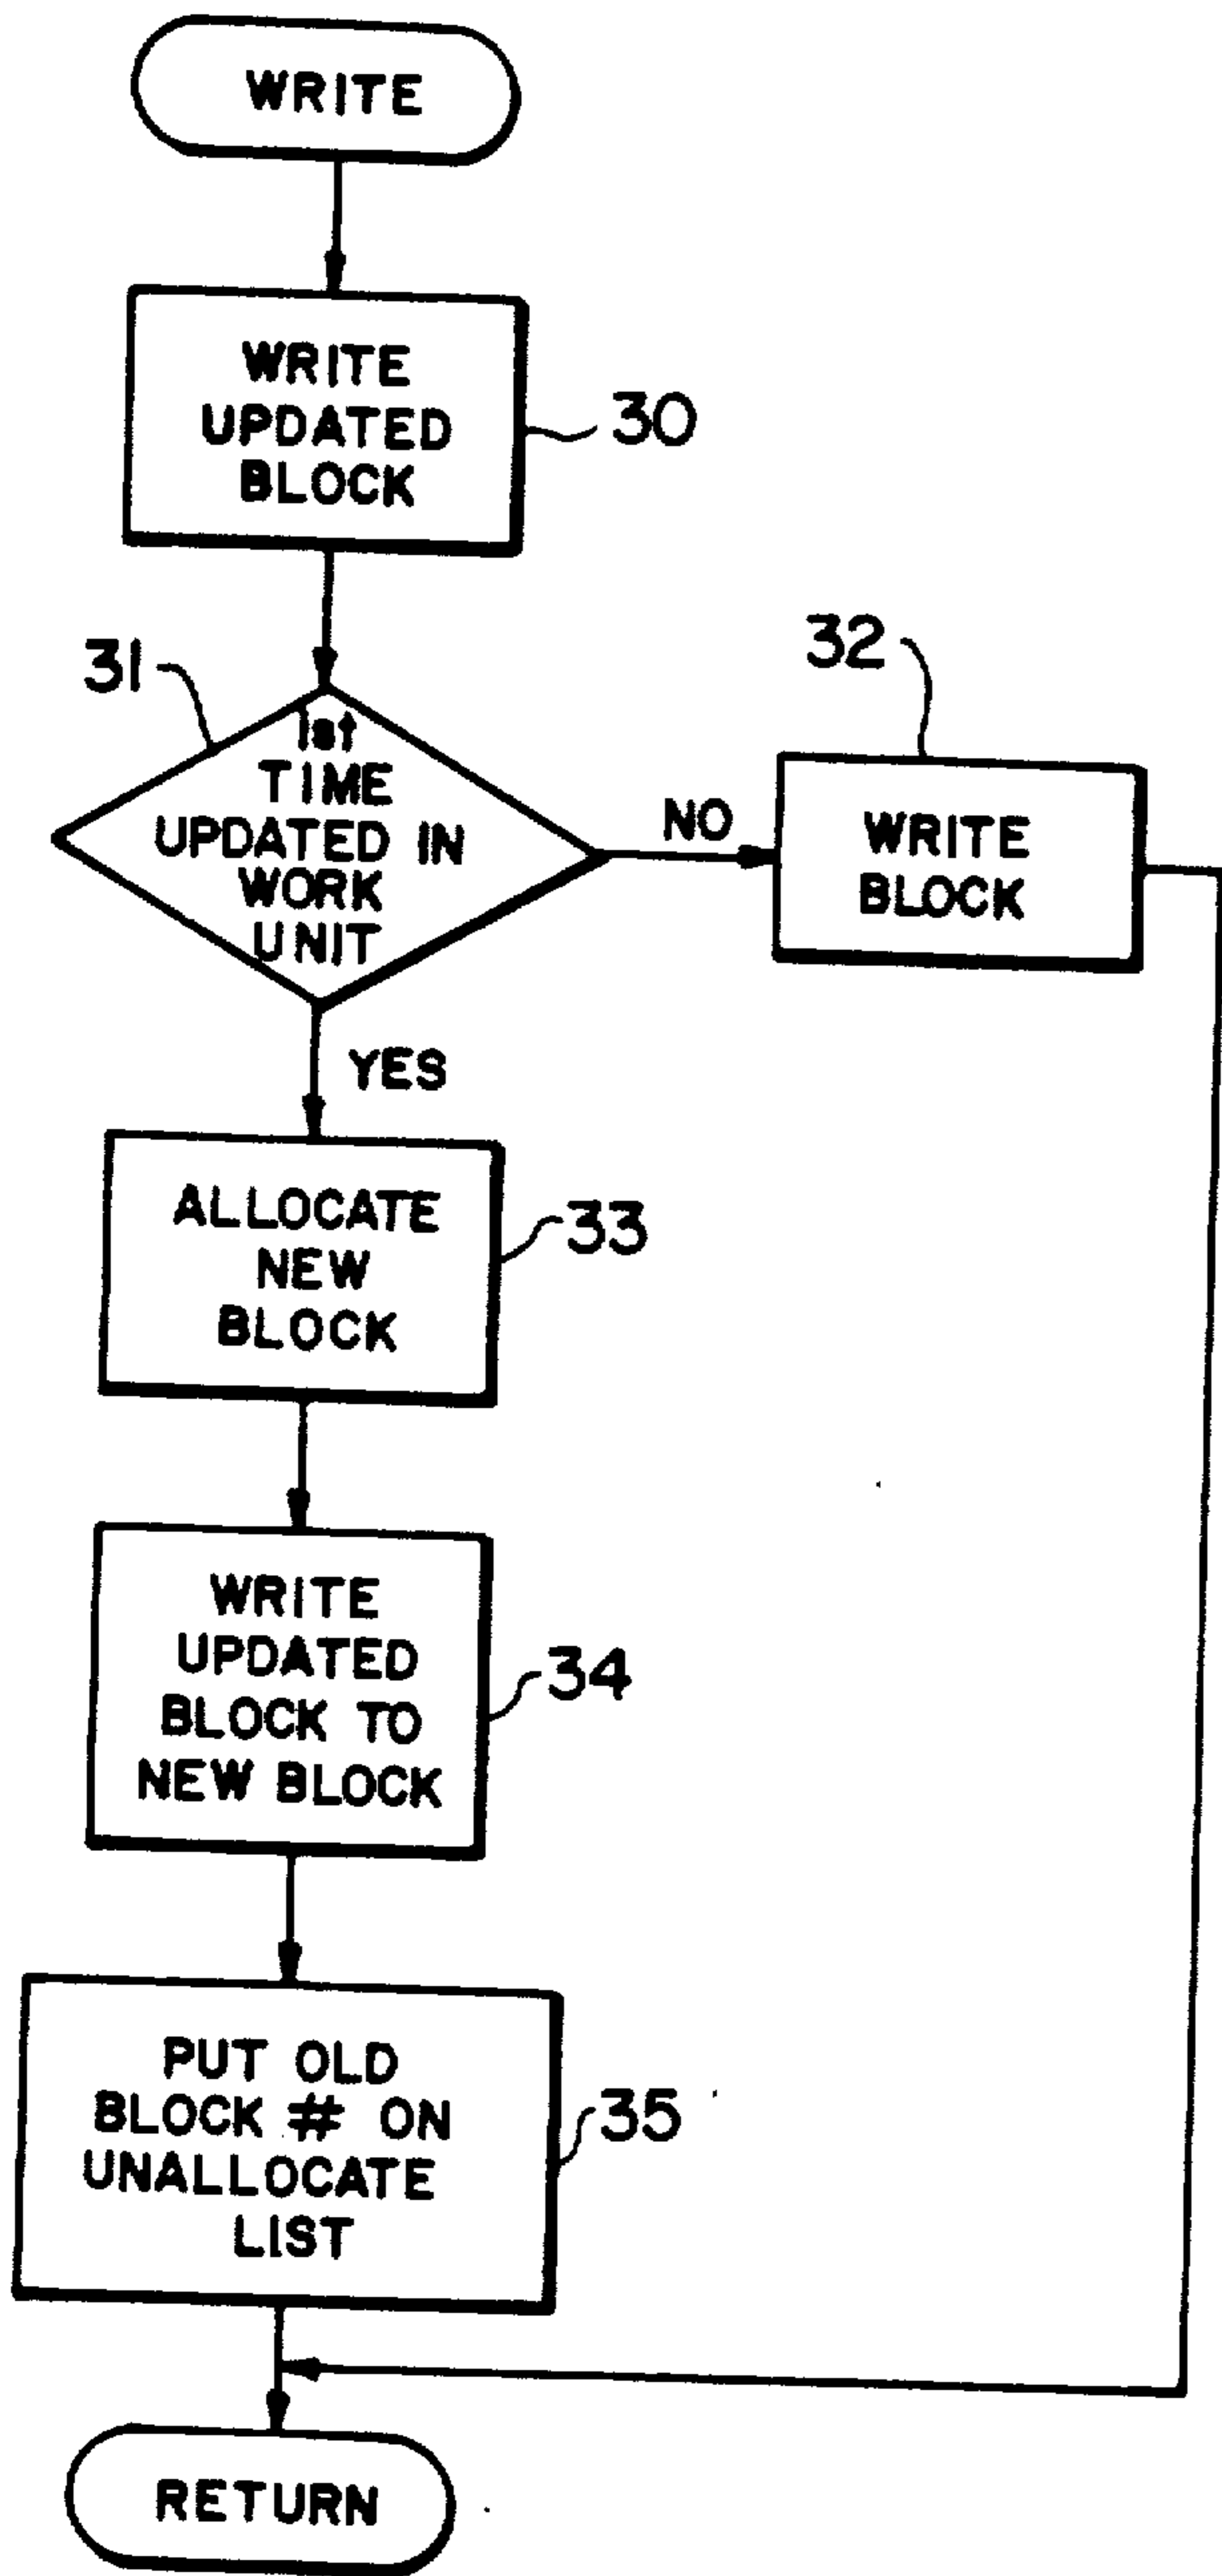 WRITE
WRITE
UPDATED
BLOCK
30
31
1st
TIME
UPDATED IN
WORK
UNIT
NO
32
WRITE
BLOCK
YES
ALLOCATE
NEW
BLOCK
33
WRITE
UPDATED
BLOCK TO
NEW BLOCK
34
PUT OLD
BLOCK # ON
UNALLOCATE
LIST
35
RETURN